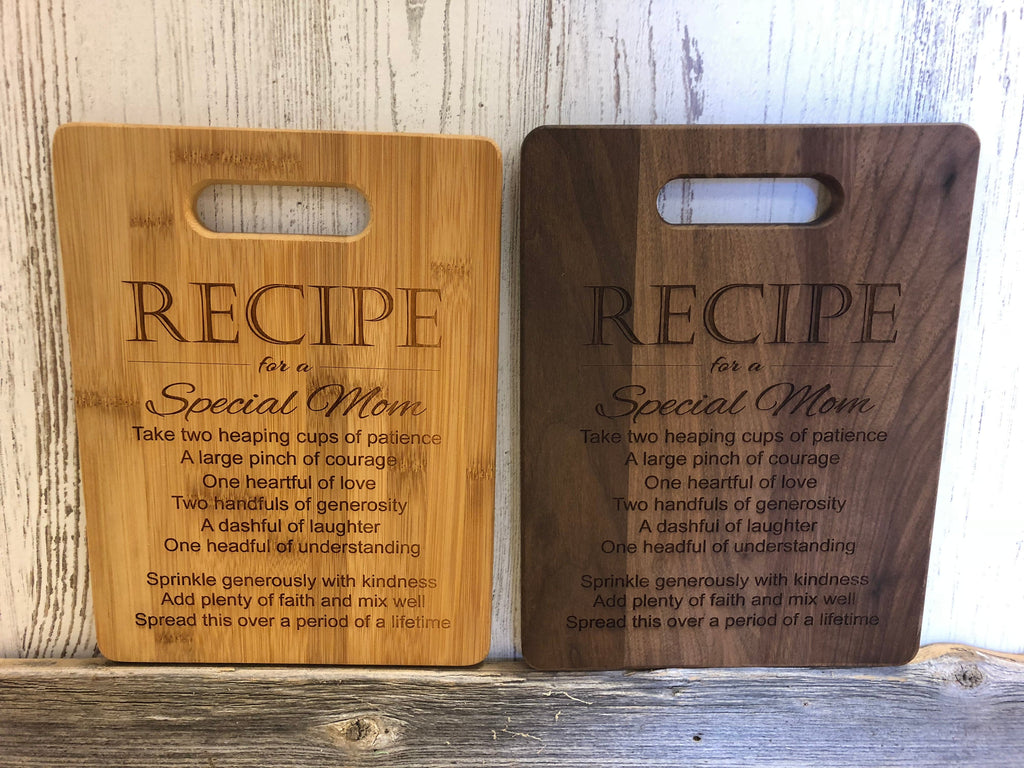 RECIPE
for a
Special Mom
Take two heaping cups of patience
A large pinch of courage
One heartful of love
Two handfuls of generosity
A dashful of laughter
One headful of understanding
Sprinkle generously with kindness
Add plenty of faith and mix well
Spread this over a period of a lifetime
RECIPE
for a
Special Mom
Take two heaping cups of patience
A large pinch of courage
One heartful of love
Two handfuls of generosity
A dashful of laughter
One headful of understanding
Sprinkle generously with kindness
Add plenty of faith and mix well
Spread this over a period of a lifetime